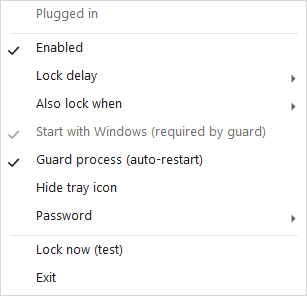 Plugged in
Enabled
Lock delay
Also lock when
Start with Windows (required by guard)
Guard process (auto-restart)
Hide tray icon
Password
Lock now (test)
Exit